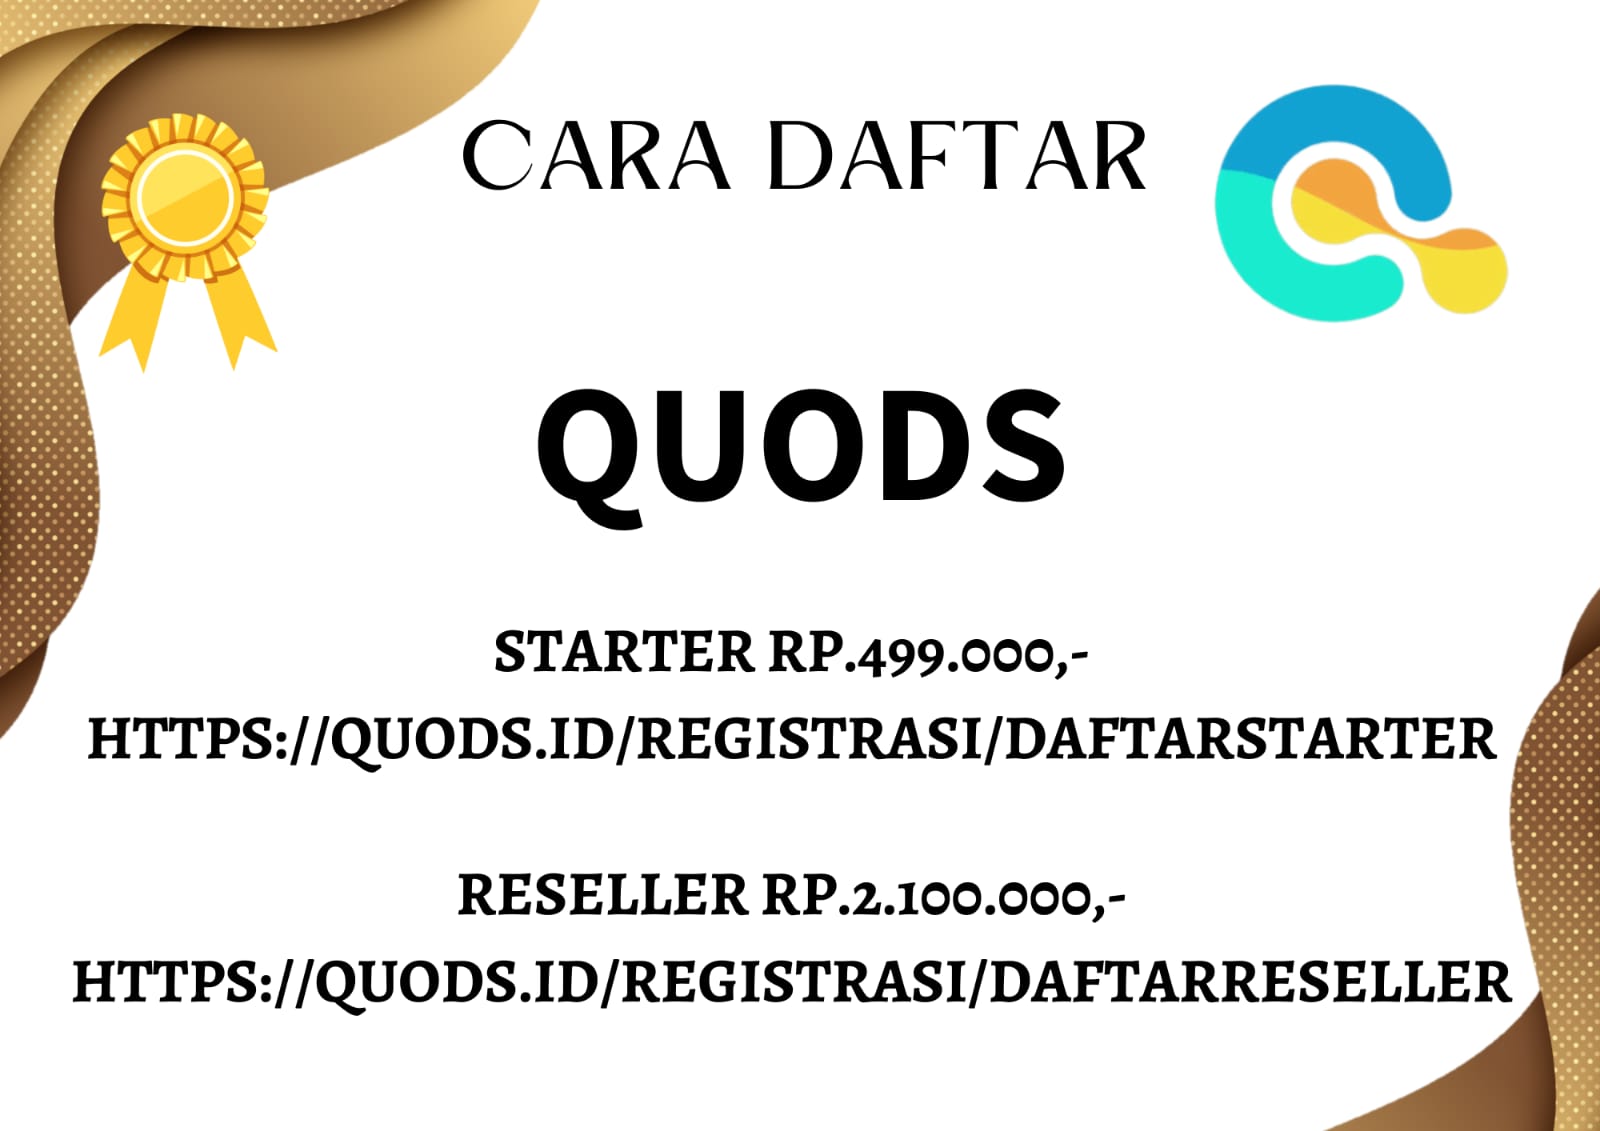 CARA DAFTAR
QUODS
STARTER RP.499.000,-
HTTPS://QUODS.ID/REGISTRASI/DAFTARSTARTER
RESELLER RP.2.100.000,-
HTTPS://QUODS.ID/REGISTRASI/DAFTARRESELLER